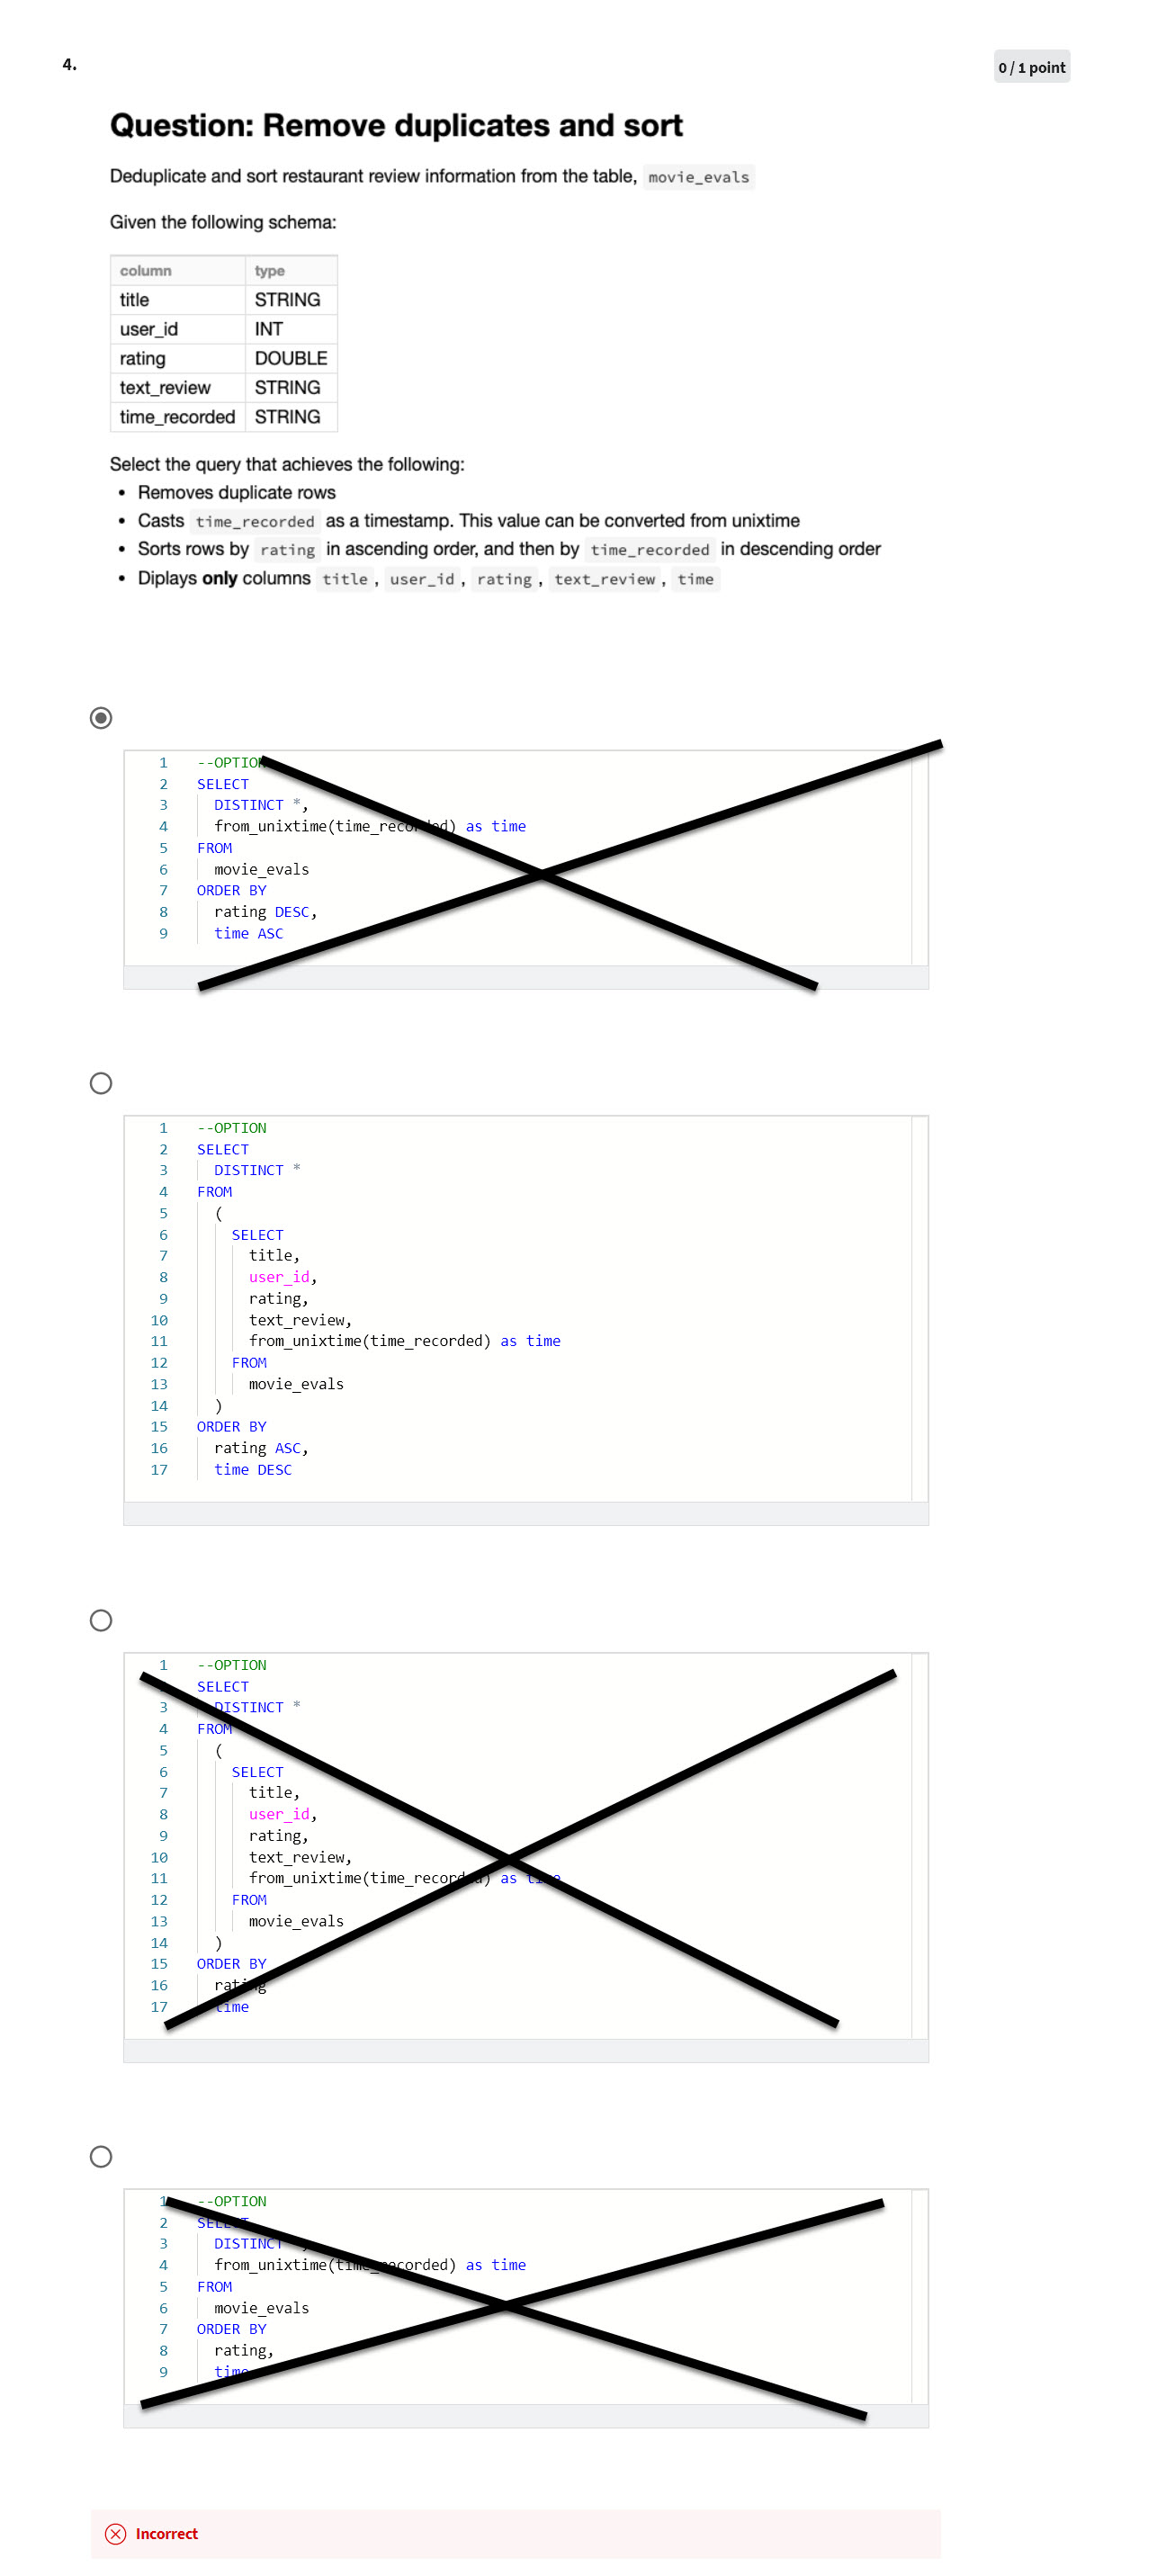 4.
0 / 1 point
Question: Remove duplicates and sort
Deduplicate and sort restaurant review information from the table, movie_evals
Given the following schema:
column type
title STRING
user_id INT
rating DOUBLE
text_review STRING
time_recorded STRING
Select the query that achieves the following:
• Removes duplicate rows
• Casts time_recorded as a timestamp. This value can be converted from unixtime
• Sorts rows by rating in ascending order, and then by time_recorded in descending order
• Diplays only columns title, user_id, rating, text_review, time
1 --OPTION
2 SELECT
3 DISTINCT *,
4 from_unixtime(time_recorded) as time
5 FROM
6 movie_evals
7 ORDER BY
8 rating DESC,
9 time ASC
1 --OPTION
2 SELECT
3 DISTINCT *
4 FROM
5 (
6 SELECT
7 title,
8 user_id,
9 rating,
10 text_review,
11 from_unixtime(time_recorded) as time
12 FROM
13 movie_evals
14 )
15 ORDER BY
16 rating ASC,
17 time DESC
1 --OPTION
SELECT
3 DISTINCT *
4 FROM
5 (
6 SELECT
7 title,
8 user_id,
9 rating,
10 text_review,
11 from_unixtime(time_recorded) as time
12 FROM
13 movie_evals
14 )
15 ORDER BY
16 rating
17 time
1 --OPTION
2 SELECT
3 DISTINCT
4 from_unixtime(time_recorded) as time
5 FROM
6 movie_evals
7 ORDER BY
8 rating,
9 time
Incorrect